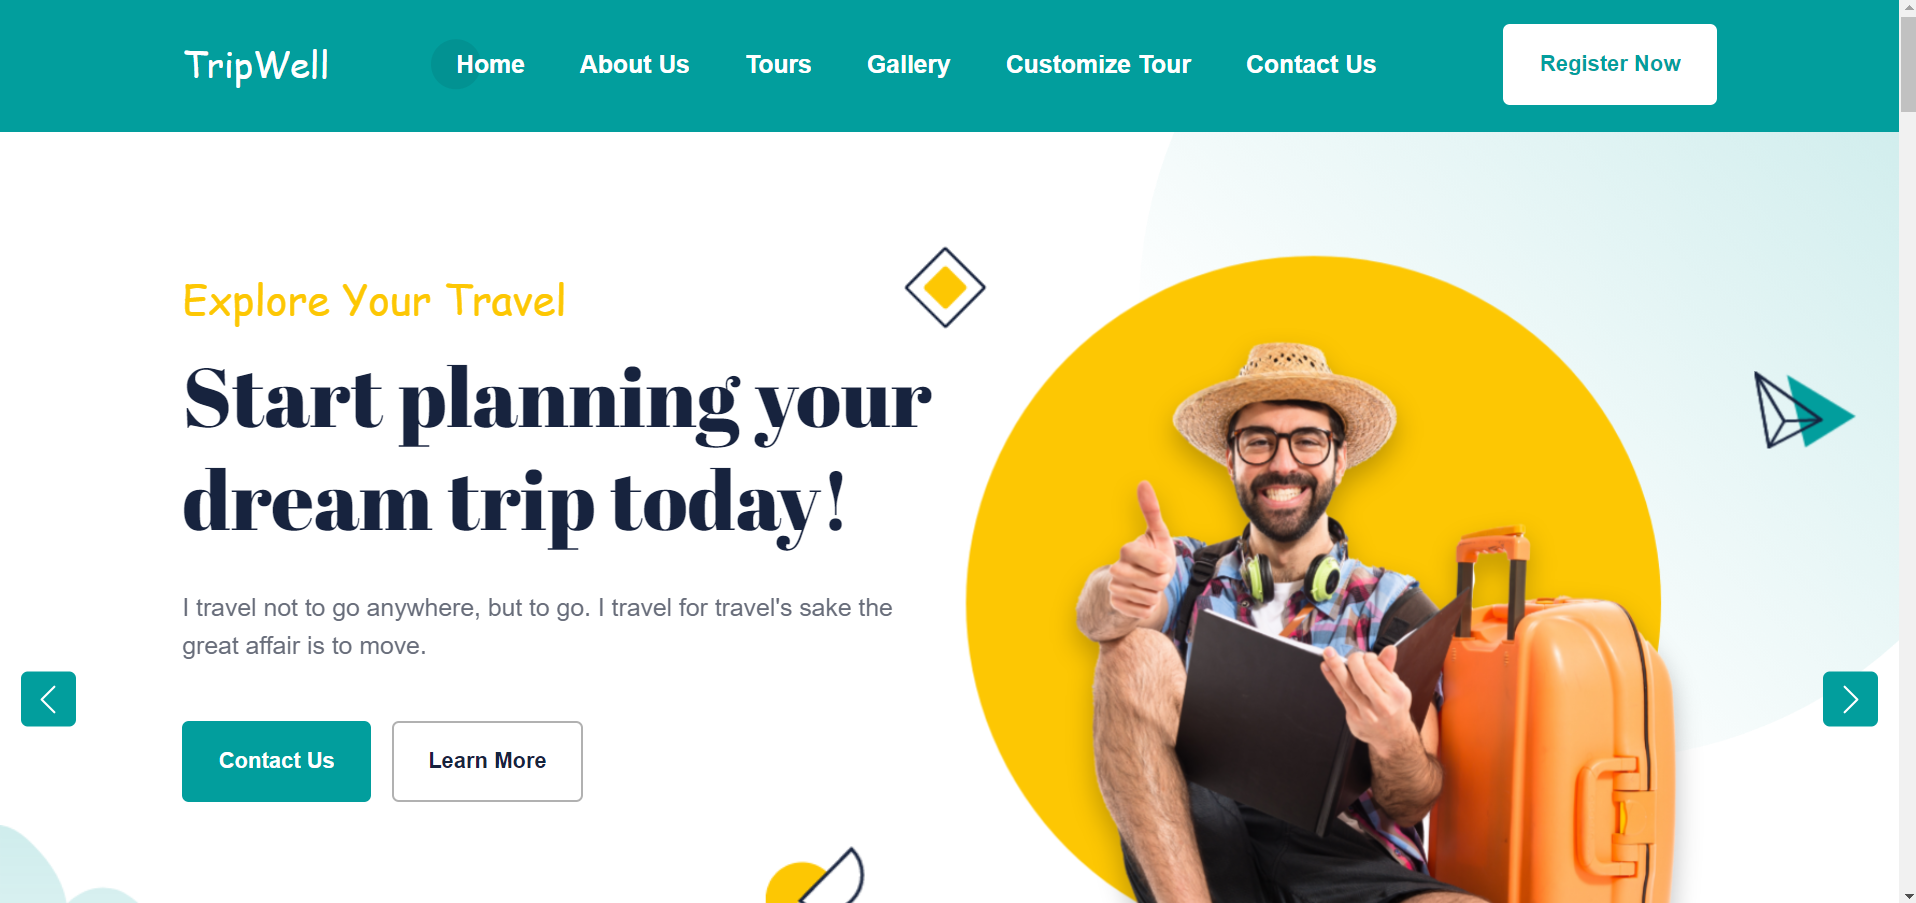 TripWell
Home
About Us
Tours
Gallery
Customize Tour
Contact Us
Register Now
Explore Your Travel
Start planning your
dream trip today!
I travel not to go anywhere, but to go. I travel for travel's sake the
great affair is to move.
Contact Us
Learn More